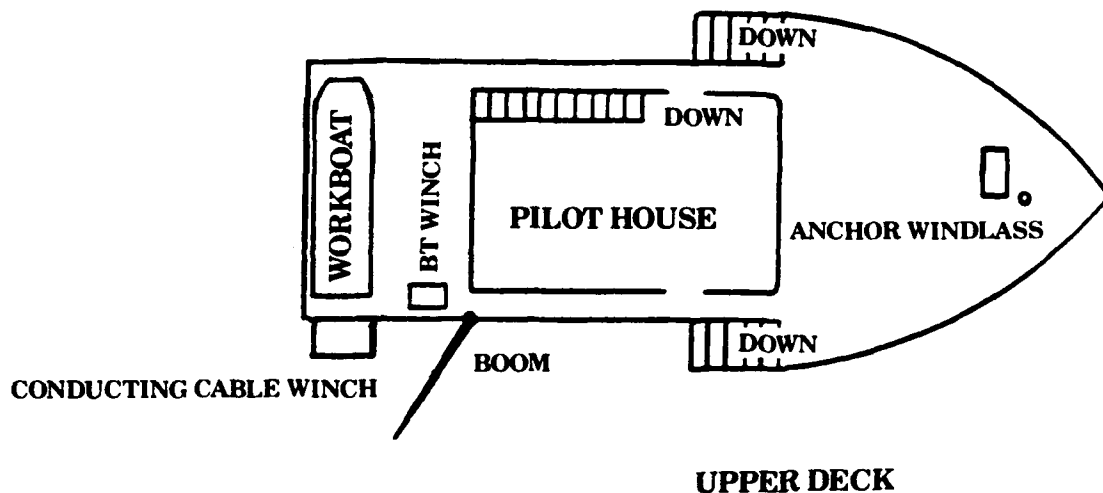 DOWN
DOWN
WORKBOAT
BT WINCH
PILOT HOUSE
ANCHOR WINDLASS
DOWN
BOOM
CONDUCTING CABLE WINCH
UPPER DECK